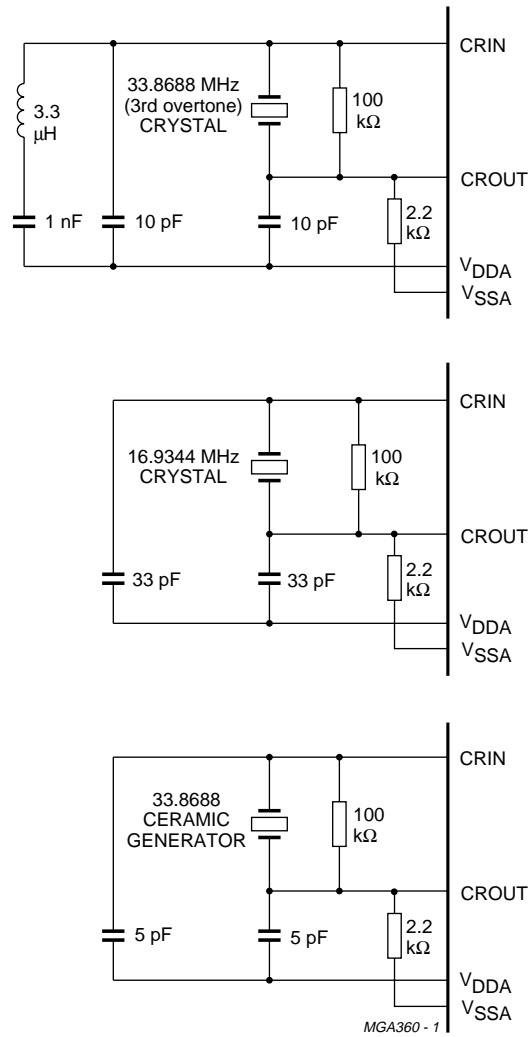 CRIN
33.8688 MHz
(3rd overtone)
CRYSTAL
100
kΩ
3.3
μH
CROUT
1 nF
10 pF
10 pF
2.2
kΩ
VDDA
VSSA
CRIN
16.9344 MHz
CRYSTAL
100
kΩ
CROUT
33 pF
33 pF
2.2
kΩ
VDDA
VSSA
CRIN
33.8688
CERAMIC
GENERATOR
100
kΩ
CROUT
5 pF
5 pF
2.2
kΩ
VDDA
VSSA
MGA360 - 1